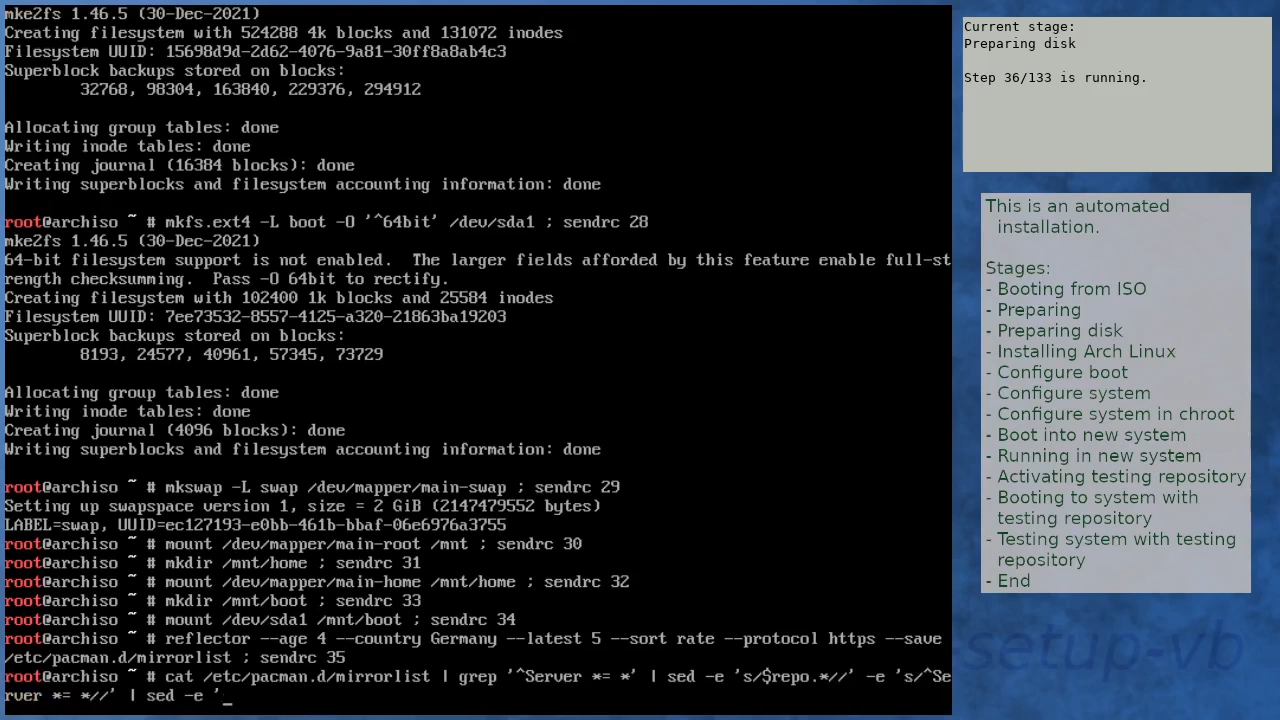 mke2fs 1.46.5 (30-Dec-2021)
Creating filesystem with 524288 4k blocks and 131072 inodes
Filesystem UUID: 15698d9d-2d62-4076-9a81-30ff8a8ab4c3
Superblock backups stored on blocks:
        32768, 98304, 163840, 229376, 294912

Allocating group tables: done
Writing inode tables: done
Creating journal (16384 blocks): done
Writing superblocks and filesystem accounting information: done

root@archiso ~ # mkfs.ext4 -L boot -O '^64bit' /dev/sda1 ; sendrc 28
mke2fs 1.46.5 (30-Dec-2021)
64-bit filesystem support is not enabled.  The larger fields afforded by this feature enable full-st
rength checksumming.  Pass -O 64bit to rectify.
Creating filesystem with 102400 1k blocks and 25584 inodes
Filesystem UUID: 7ee73532-8557-4125-a320-21863ba19203
Superblock backups stored on blocks:
        8193, 24577, 40961, 57345, 73729

Allocating group tables: done
Writing inode tables: done
Creating journal (4096 blocks): done
Writing superblocks and filesystem accounting information: done

root@archiso ~ # mkswap -L swap /dev/mapper/main-swap ; sendrc 29
Setting up swapspace version 1, size = 2 GiB (2147479552 bytes)
LABEL=swap, UUID=ec127193-e0bb-461b-bbaf-06e6976a3755
root@archiso ~ # mount /dev/mapper/main-root /mnt ; sendrc 30
root@archiso ~ # mkdir /mnt/home ; sendrc 31
root@archiso ~ # mount /dev/mapper/main-home /mnt/home ; sendrc 32
root@archiso ~ # mkdir /mnt/boot ; sendrc 33
root@archiso ~ # mount /dev/sda1 /mnt/boot ; sendrc 34
root@archiso ~ # reflector --age 4 --country Germany --latest 5 --sort rate --protocol https --save
/etc/pacman.d/mirrorlist ; sendrc 35
root@archiso ~ # cat /etc/pacman.d/mirrorlist | grep '^Server *= *' | sed -e 's/$repo.*//' -e 's/^Se
rver *= *//' | sed -e '_
Current stage:
Preparing disk

Step 36/133 is running.
This is an automated
installation.

Stages:
- Booting from ISO
- Preparing
- Preparing disk
- Installing Arch Linux
- Configure boot
- Configure system
- Configure system in chroot
- Boot into new system
- Running in new system
- Activating testing repository
- Booting to system with
testing repository
- Testing system with testing
repository
- End
setup-vb